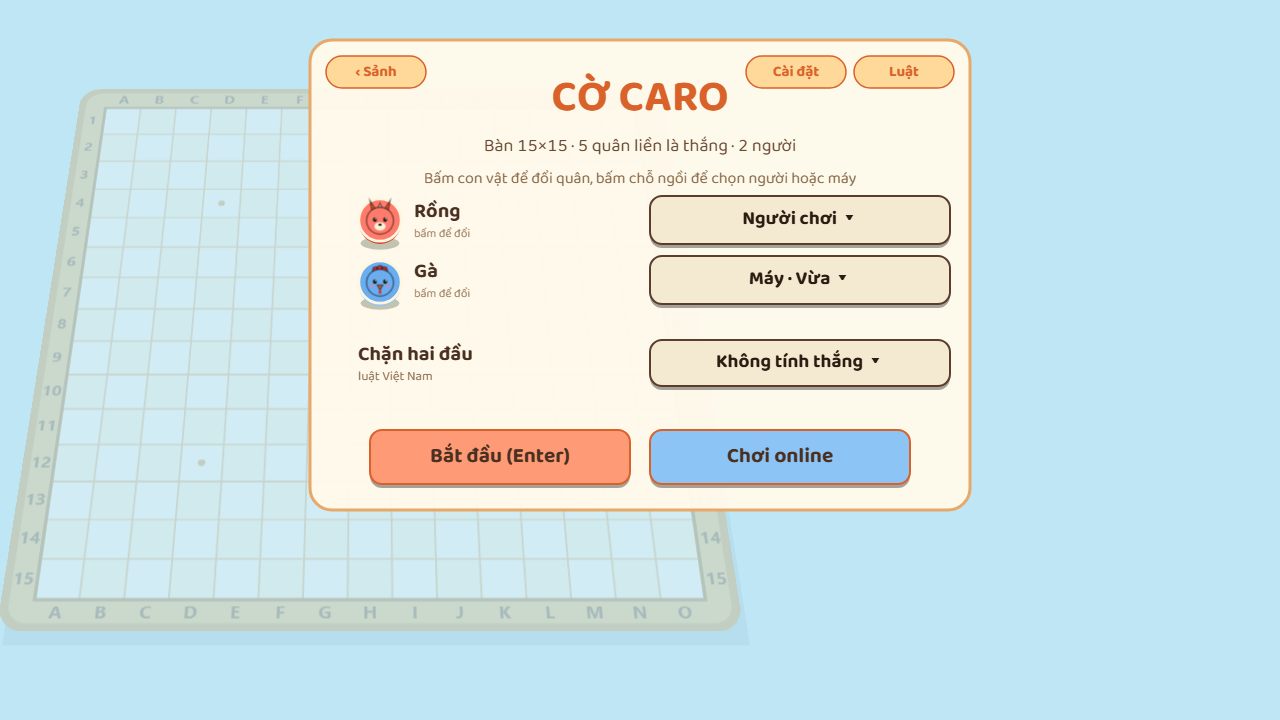 ‹ Sảnh
Cài đặt
Luật
CỜ CARO
Bàn 15×15 · 5 quân liền là thắng · 2 người
Bấm con vật để đổi quân, bấm chỗ ngồi để chọn người hoặc máy
Rồng
bấm để đổi
Người chơi
Gà
bấm để đổi
Máy · Vừa
Chặn hai đầu
luật Việt Nam
Không tính thắng
Bắt đầu (Enter)
Chơi online
A B C D E F
1
2
3
4
5
6
7
8
9
10
11
12
13
14 14
15 15
A B C D E F G H I J K L M N O